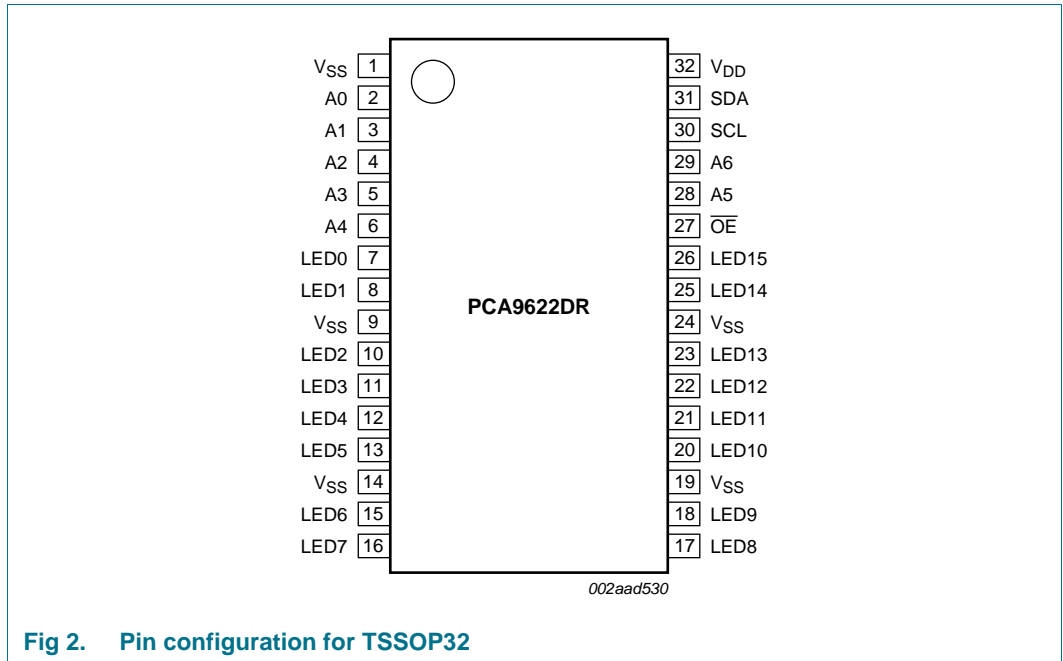 VSS 1 32 VDD
A0 2 31 SDA
A1 3 30 SCL
A2 4 29 A6
A3 5 28 A5
A4 6 27 O̅E̅
LED0 7 26 LED15
LED1 8 25 LED14
PCA9622DR
VSS 9 24 VSS
LED2 10 23 LED13
LED3 11 22 LED12
LED4 12 21 LED11
LED5 13 20 LED10
VSS 14 19 VSS
LED6 15 18 LED9
LED7 16 17 LED8
002aad530
Fig 2. Pin configuration for TSSOP32